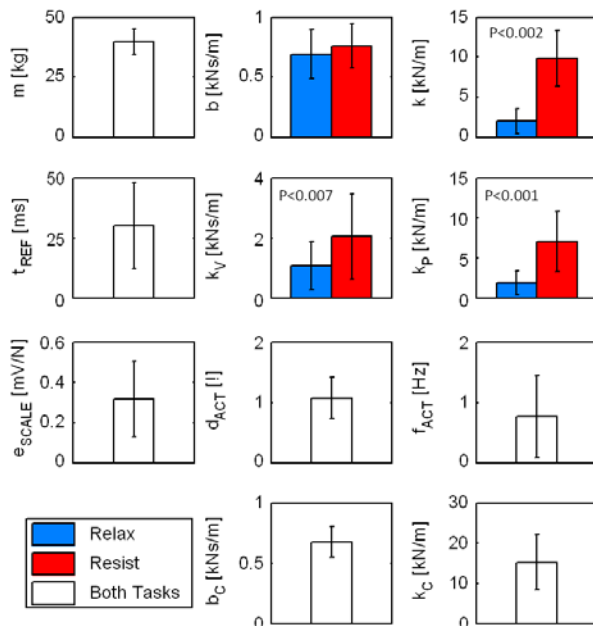 m [kg]
50
25
0
b [kNs/m]
1
0.5
0
k [kN/m]
15
10
5
0
P<0.002
t_REF [ms]
50
25
0
k_V [kNs/m]
4
2
0
P<0.007
k_P [kN/m]
15
10
5
0
P<0.001
e_SCALE [mV/N]
0.6
0.4
0.2
0
d_ACT [!]
2
1
0
f_ACT [Hz]
2
1
0
Relax
Resist
Both Tasks
b_C [kNs/m]
1
0.5
0
k_C [kN/m]
30
20
10
0